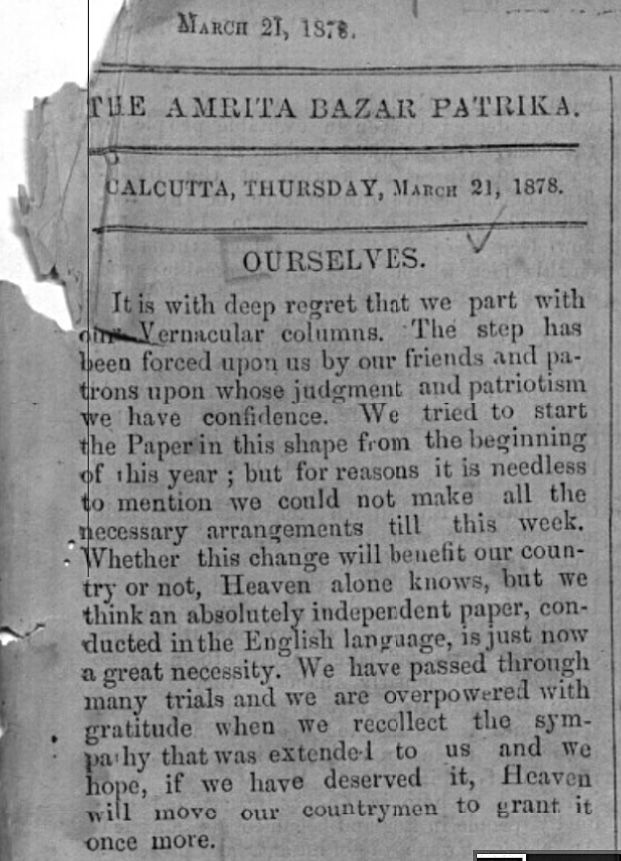 MARCH 21, 1878.
THE AMRITA BAZAR PATRIKA.
CALCUTTA, THURSDAY, MARCH 21, 1878.
OURSELVES.
It is with deep regret that we part with
our Vernacular columns. The step has
been forced upon us by our friends and pa-
trons upon whose judgment and patriotism
we have confidence. We tried to start
the Paper in this shape from the beginning
of this year ; but for reasons it is needless
to mention we could not make all the
necessary arrangements till this week.
Whether this change will benefit our coun-
try or not, Heaven alone knows, but we
think an absolutely independent paper, con-
ducted in the English language, is just now
a great necessity. We have passed through
many trials and we are overpowered with
gratitude when we recollect the sym-
pathy that was extended to us and we
hope, if we have deserved it, Heaven
will move our countrymen to grant it
once more.